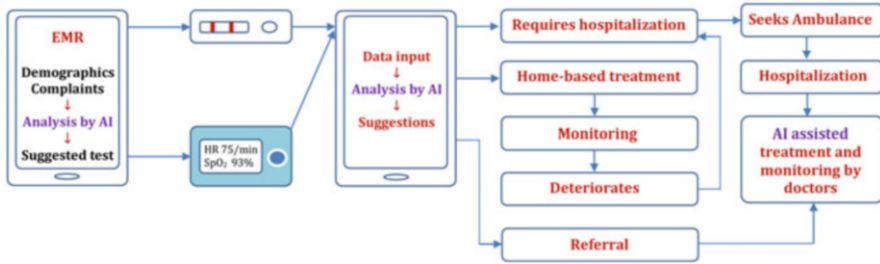 EMR
Demographics
Complaints
↓
Analysis by AI
↓
Suggested test
HR 75/min
SpO₂ 93%
Data input
↓
Analysis by AI
↓
Suggestions
Requires hospitalization
Home-based treatment
Monitoring
Deteriorates
Referral
Seeks Ambulance
Hospitalization
AI assisted
treatment and
monitoring by
doctors